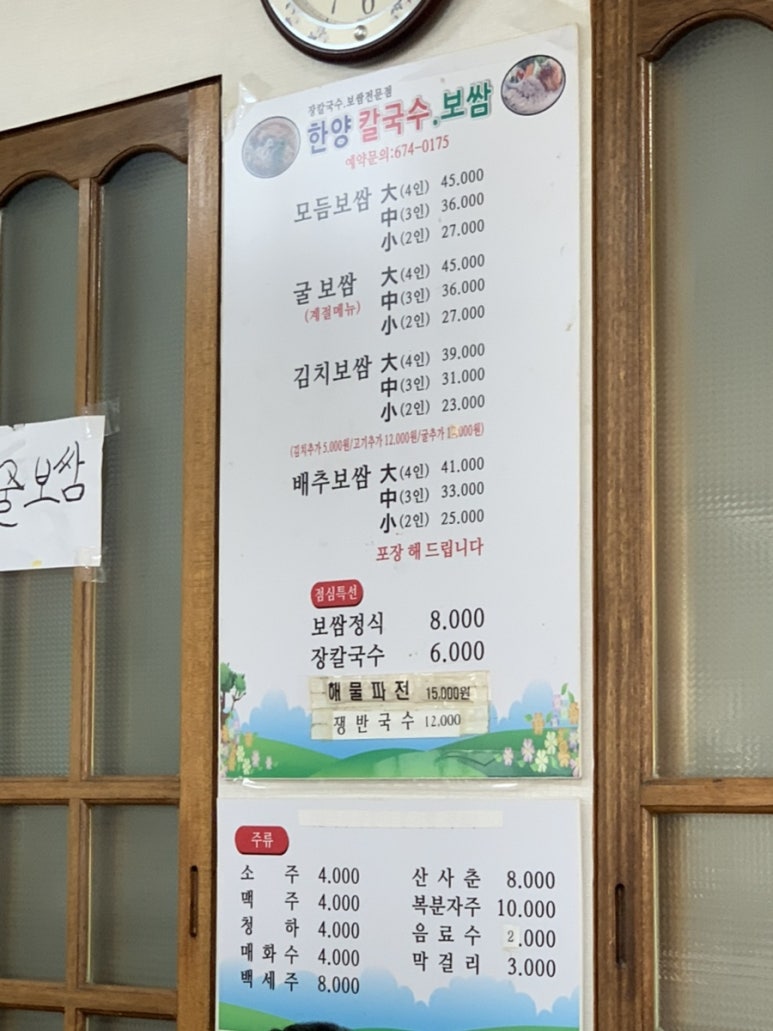 7 6
장칼국수.보쌈전문점
한양 칼국수.보쌈
예약문의:674-0175
모듬보쌈 大(4인) 45.000
中(3인) 36.000
小(2인) 27.000
굴 보쌈 大(4인) 45.000
(계절메뉴) 中(3인) 36.000
小(2인) 27.000
김치보쌈 大(4인) 39.000
中(3인) 31.000
小(2인) 23.000
(김치추가 5.000원/고기추가 12.000원/굴추가
배추보쌈 大(4인) 41.000
中(3인) 33.000
小(2인) 25.000
포장 해 드립니다
점심특선
보쌈정식 8.000
장칼국수 6.000
해물파전 15.000원
쟁반국수 12.000
굴보쌈
주류
소주 4.000
맥주 4.000
청하 4.000
매화수 4.000
백세주 8.000
산사춘 8.000
복분자주 10.000
음료수 2.000
막걸리 3.000